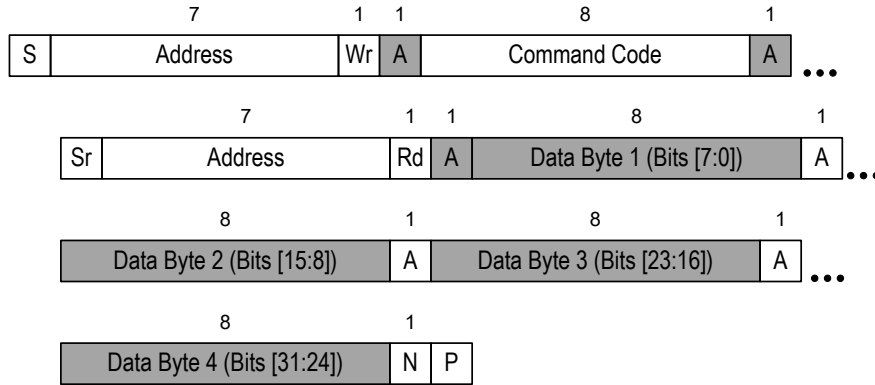 7 1 1 8 1
S Address Wr A Command Code A ...
7 1 1 8 1
Sr Address Rd A Data Byte 1 (Bits [7:0]) A ...
8 1 8 1
Data Byte 2 (Bits [15:8]) A Data Byte 3 (Bits [23:16]) A ...
8 1
Data Byte 4 (Bits [31:24]) N P